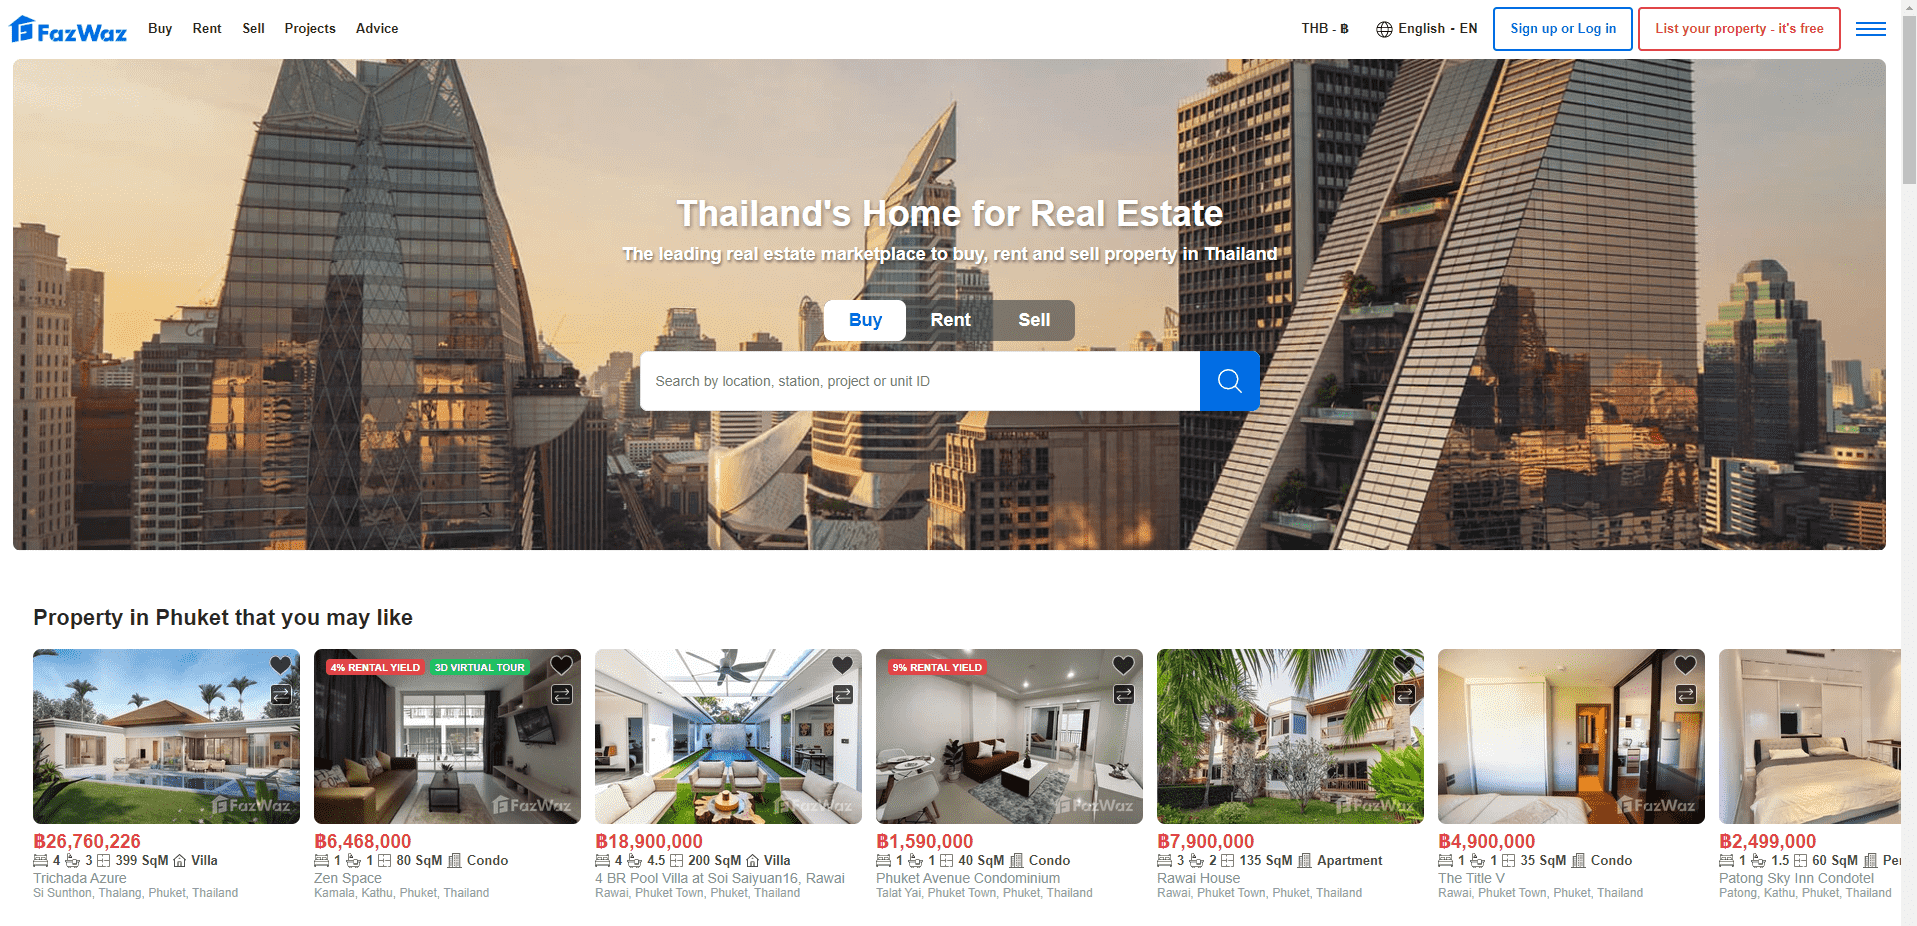 FazWaz Buy Rent Sell Projects Advice THB - ฿ English - EN Sign up or Log in List your property - it's free
Thailand's Home for Real Estate
The leading real estate marketplace to buy, rent and sell property in Thailand
Buy Rent Sell
Search by location, station, project or unit ID
Property in Phuket that you may like
4% RENTAL YIELD 3D VIRTUAL TOUR 9% RENTAL YIELD
FazWaz FazWaz FazWaz FazWaz FazWaz FazWaz
฿26,760,226
4 3 399 SqM Villa
Trichada Azure
Si Sunthon, Thalang, Phuket, Thailand
฿6,468,000
1 1 80 SqM Condo
Zen Space
Kamala, Kathu, Phuket, Thailand
฿18,900,000
4 4.5 200 SqM Villa
4 BR Pool Villa at Soi Saiyuan16, Rawai
Rawai, Phuket Town, Phuket, Thailand
฿1,590,000
1 1 40 SqM Condo
Phuket Avenue Condominium
Talat Yai, Phuket Town, Phuket, Thailand
฿7,900,000
3 2 135 SqM Apartment
Rawai House
Rawai, Phuket Town, Phuket, Thailand
฿4,900,000
1 1 35 SqM Condo
The Title V
Rawai, Phuket Town, Phuket, Thailand
฿2,499,000
1 1.5 60 SqM
Patong Sky Inn Condotel
Patong, Kathu, Phuket, Thailand